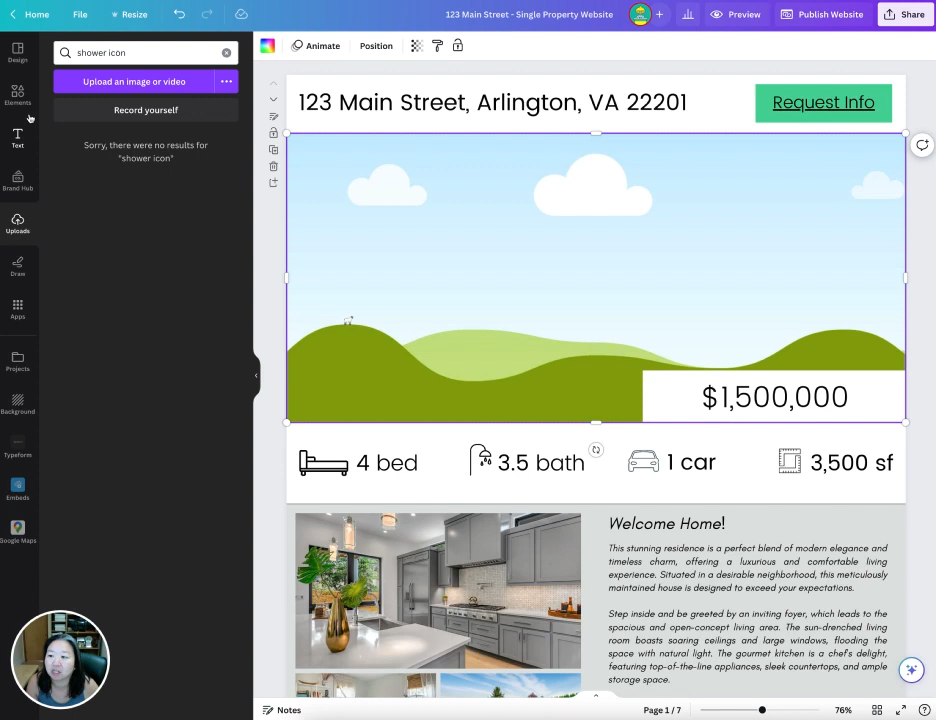 Home
File
Resize
123 Main Street - Single Property Website
+
Preview
Publish Website
Share
Design
Elements
Text
Brand Hub
Uploads
Draw
Apps
Projects
Background
Typeform
Embeds
Google Maps
shower icon
Upload an image or video
Record yourself
Sorry, there were no results for
"shower icon"
Animate
Position
123 Main Street, Arlington, VA 22201
Request Info
$1,500,000
4 bed
3.5 bath
1 car
3,500 sf
Welcome Home!
This stunning residence is a perfect blend of modern elegance and
timeless charm, offering a luxurious and comfortable living
experience. Situated in a desirable neighborhood, this meticulously
maintained house is designed to exceed your expectations.
Step inside and be greeted by an inviting foyer, which leads to the
spacious and open-concept living area. The sun-drenched living
room boasts soaring ceilings and large windows, flooding the
space with natural light. The gourmet kitchen is a chef's delight,
featuring top-of-the-line appliances, sleek countertops, and ample
storage space.
Notes
Page 1 / 7
76%